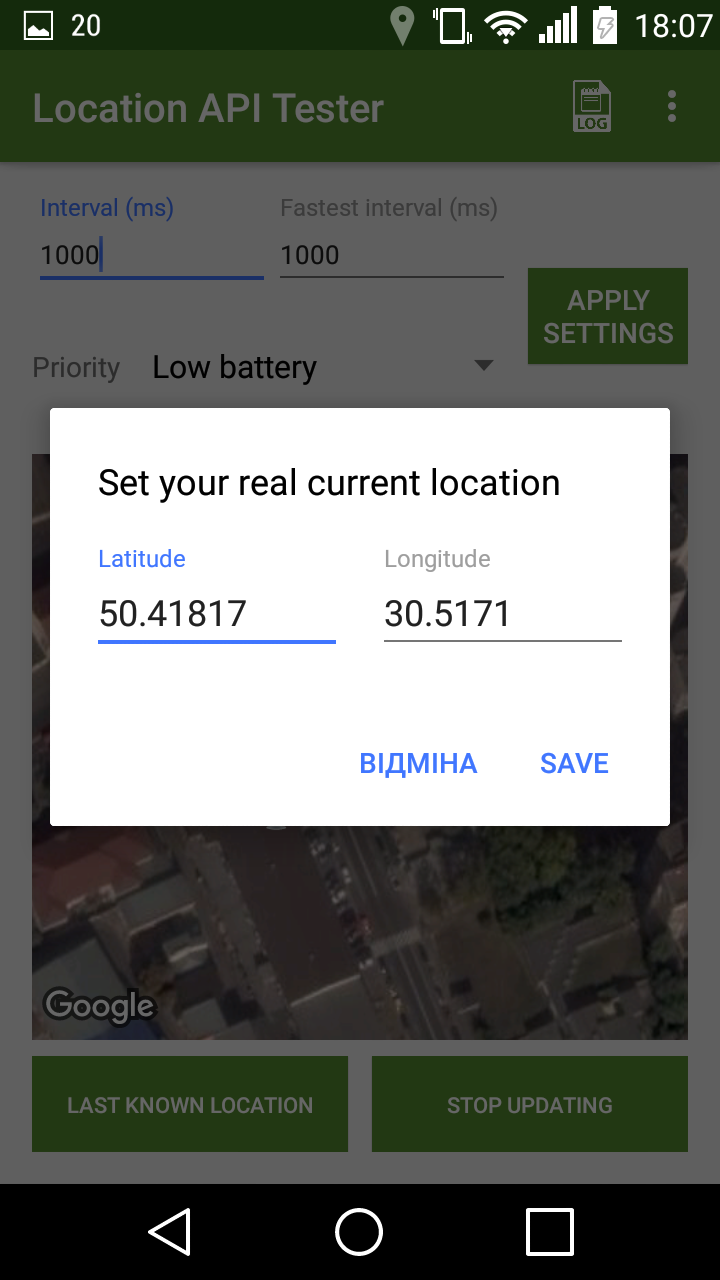 20 18:07
Location API Tester
LOG
Interval (ms) Fastest interval (ms)
1000 1000
APPLY
SETTINGS
Priority Low battery
Set your real current location
Latitude Longitude
50.41817 30.5171
ВІДМІНА SAVE
Google
LAST KNOWN LOCATION STOP UPDATING